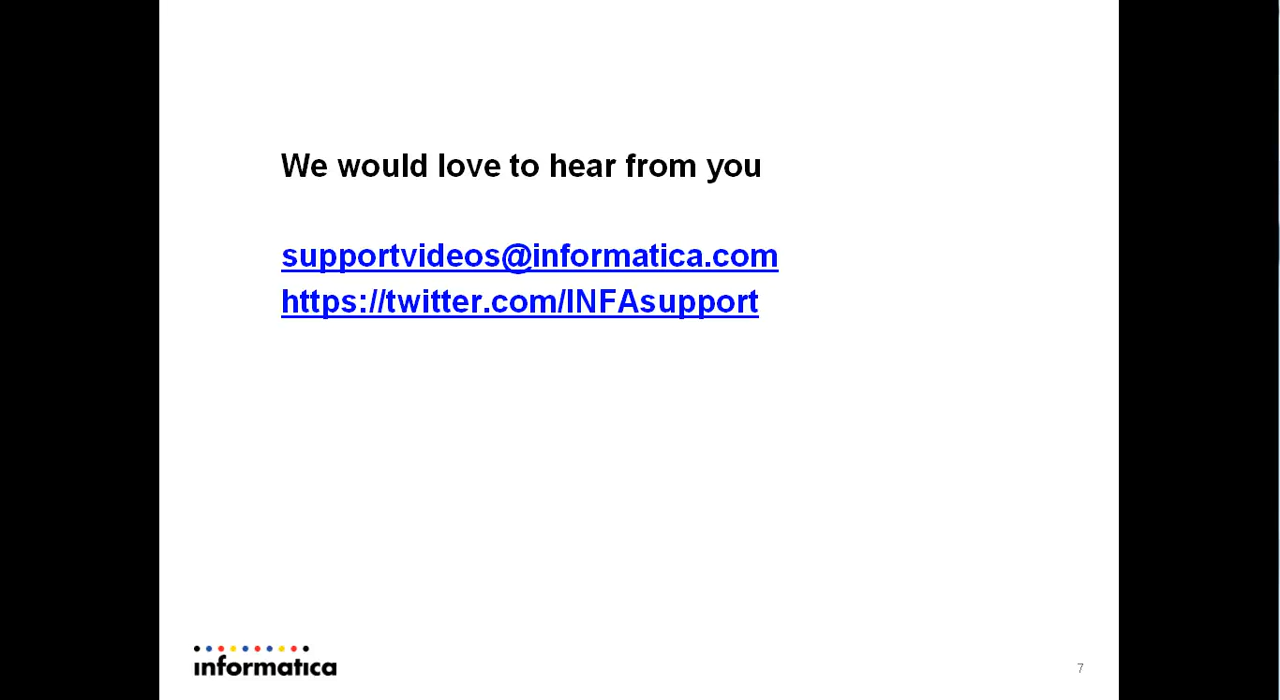 We would love to hear from you
supportvideos@informatica.com
https://twitter.com/INFAsupport
informatica
7